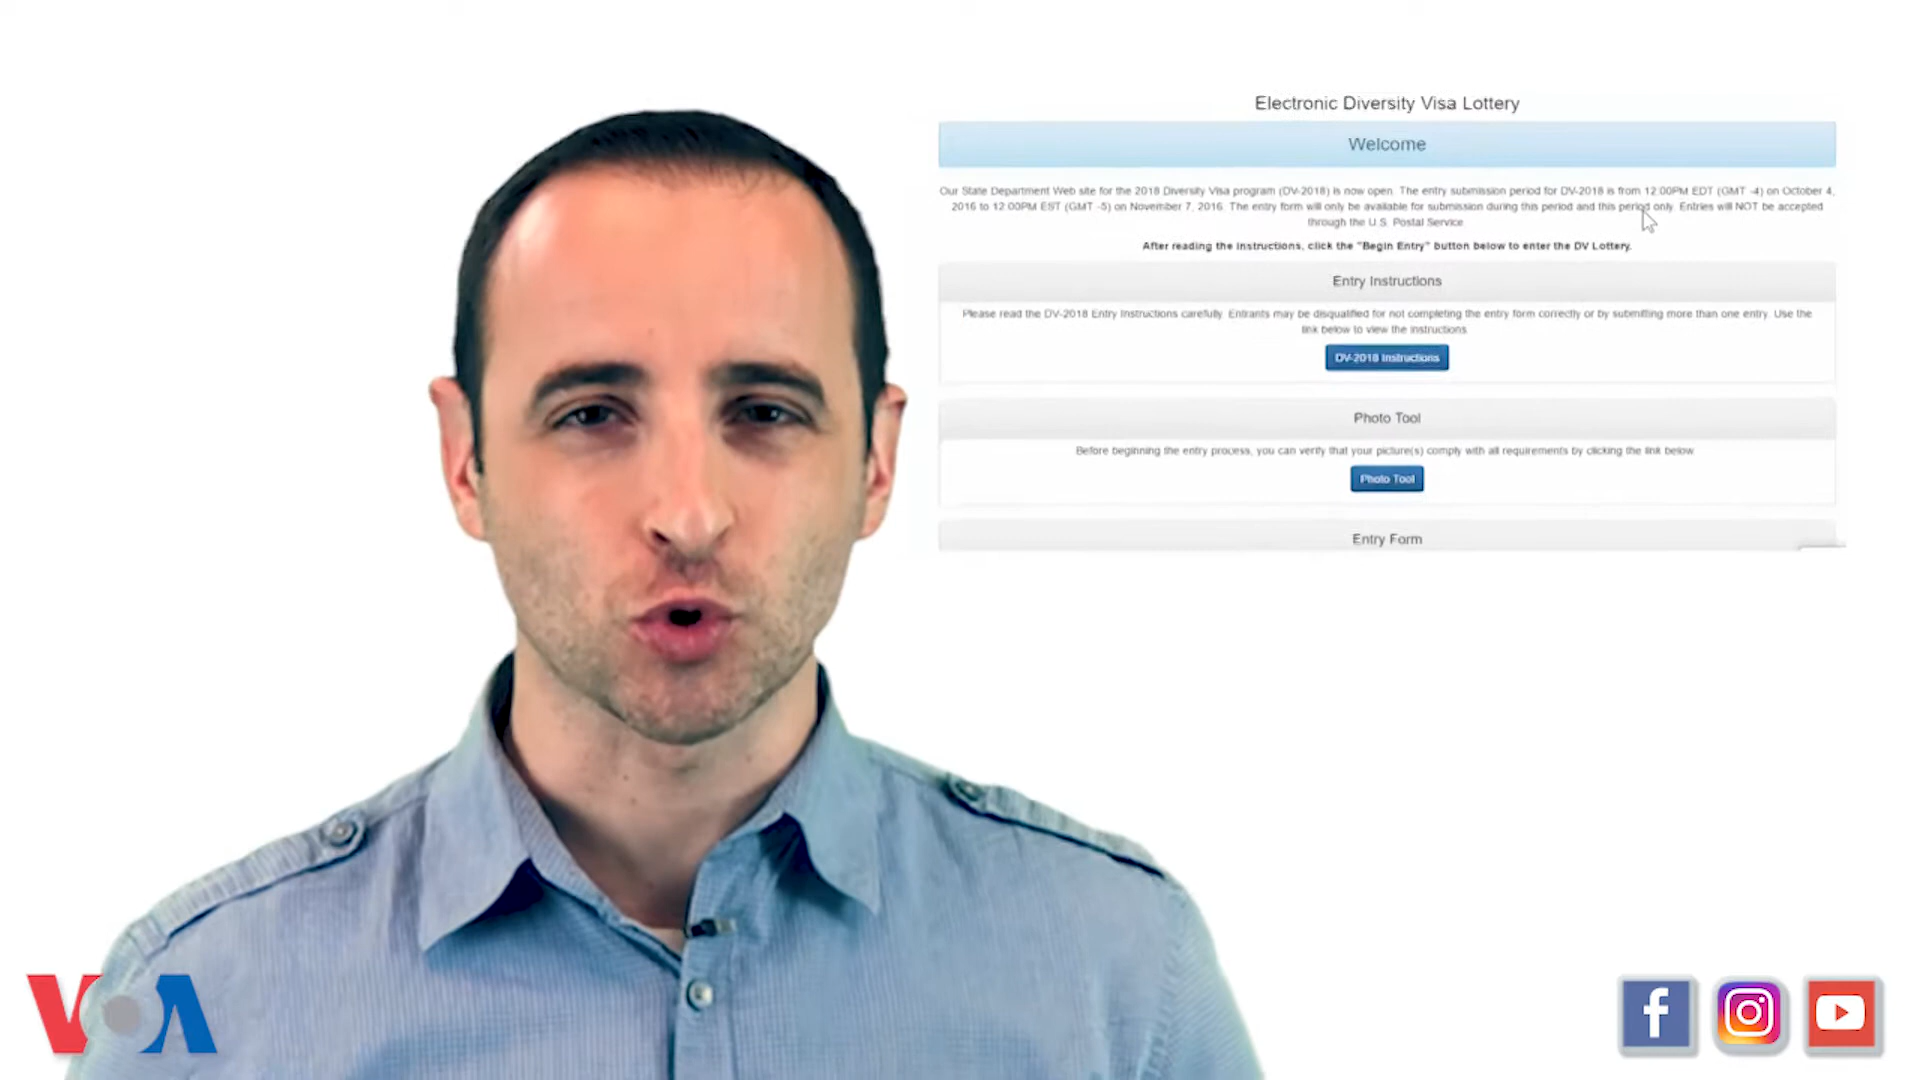 Electronic Diversity Visa Lottery
Welcome
Our State Department Web site for the 2018 Diversity Visa program (DV-2018) is now open. The entry submission period for DV-2018 is from 12:00PM EDT (GMT -4) on October 4,
2016 to 12:00PM EST (GMT -5) on November 7, 2016. The entry form will only be available for submission during this period and this period only. Entries will NOT be accepted
through the U.S. Postal Service.
After reading the instructions, click the "Begin Entry" button below to enter the DV Lottery.
Entry Instructions
Please read the DV-2018 Entry Instructions carefully. Entrants may be disqualified for not completing the entry form correctly or by submitting more than one entry. Use the
link below to view the instructions.
DV-2018 Instructions
Photo Tool
Before beginning the entry process, you can verify that your picture(s) comply with all requirements by clicking the link below
Photo Tool
Entry Form
VOA